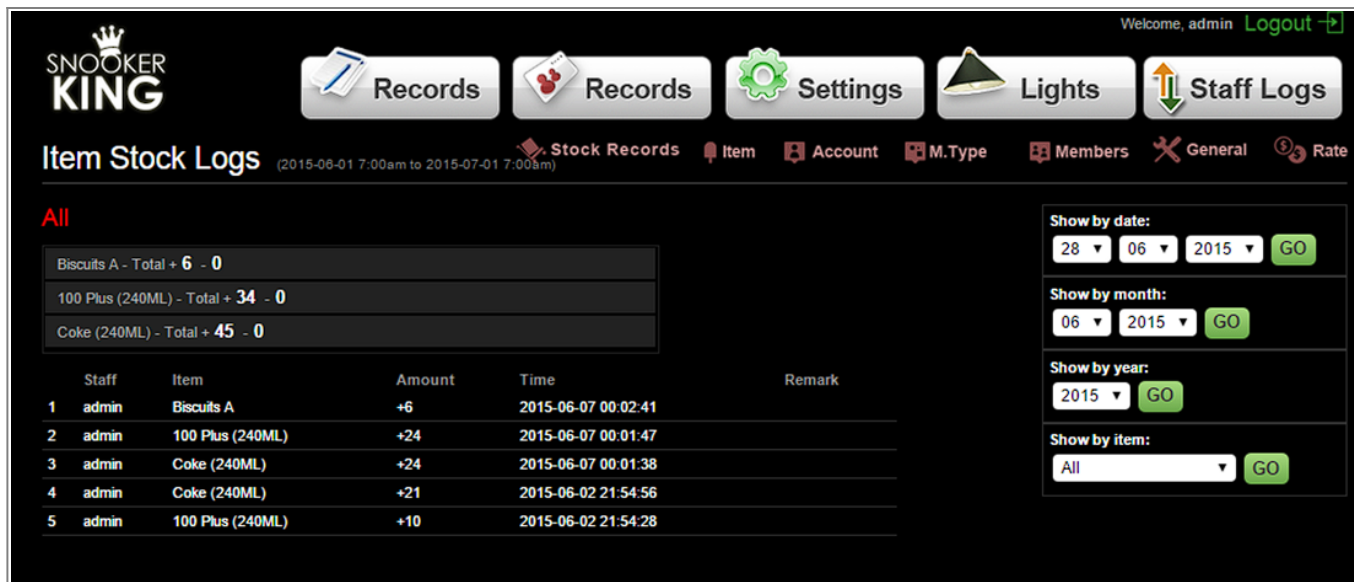 Welcome, admin Logout
SNOOKER
KING
Records Records Settings Lights Staff Logs
Item Stock Logs (2015-06-01 7:00am to 2015-07-01 7:00am)
Stock Records Item Account M.Type Members General Rate
All
Biscuits A - Total + 6 - 0
100 Plus (240ML) - Total + 34 - 0
Coke (240ML) - Total + 45 - 0
Staff Item Amount Time Remark
1 admin Biscuits A +6 2015-06-07 00:02:41
2 admin 100 Plus (240ML) +24 2015-06-07 00:01:47
3 admin Coke (240ML) +24 2015-06-07 00:01:38
4 admin Coke (240ML) +21 2015-06-02 21:54:56
5 admin 100 Plus (240ML) +10 2015-06-02 21:54:28
Show by date:
28 06 2015 GO
Show by month:
06 2015 GO
Show by year:
2015 GO
Show by item:
All GO